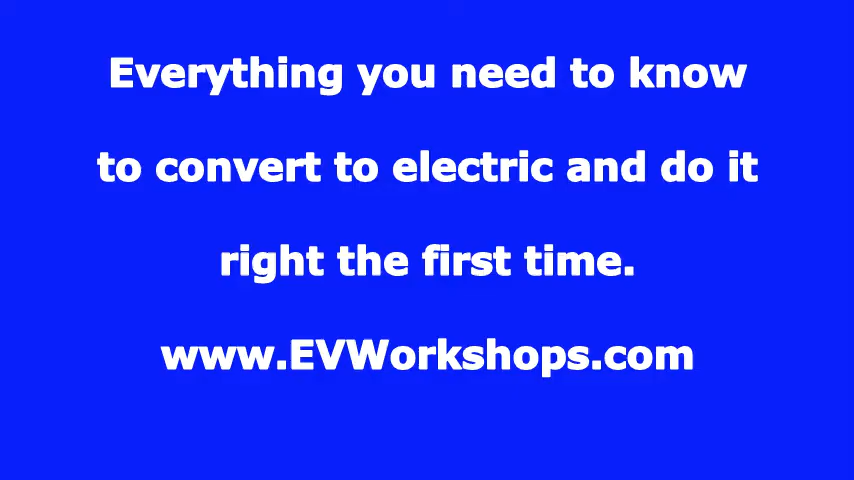 Everything you need to know
to convert to electric and do it
right the first time.
www.EVWorkshops.com